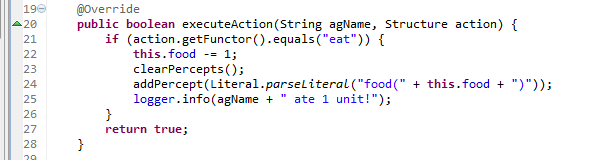 19 @Override
20 public boolean executeAction(String agName, Structure action) {
21 if (action.getFunctor().equals("eat")) {
22 this.food -= 1;
23 clearPercepts();
24 addPercept(Literal.parseLiteral("food(" + this.food + ")"));
25 logger.info(agName + " ate 1 unit!");
26 }
27 return true;
28 }